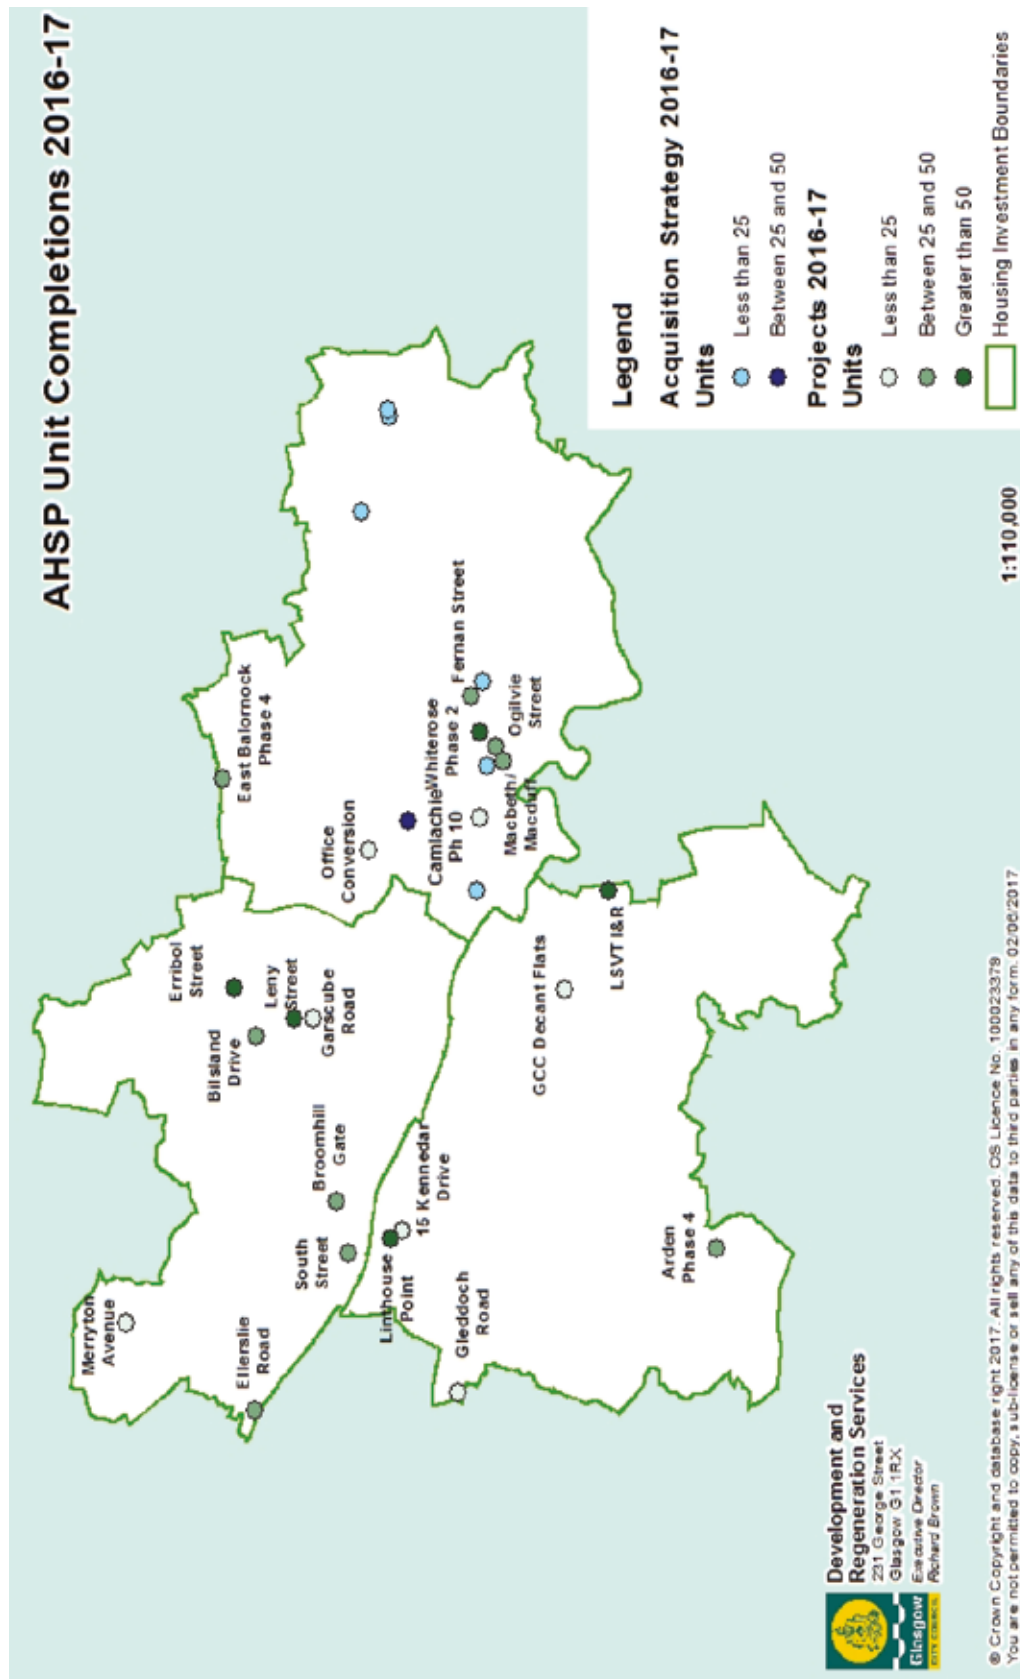 AHSP Unit Completions 2016-17
Merryton
Avenue
Ellerslie
Road
South
Street
Broomhill
Gate
Bilsland
Drive
Erribol
Street
Leny
Street
Garscube
Road
Office
Conversion
East Balornock
Phase 4
Linthouse
Point
15 Kennedar
Drive
Gleddoch
Road
Camlachie
Ph 10
Whiterose
Phase 2
Fernan Street
Ogilvie
Street
Macbeth/
Macduff
GCC Decant Flats
LSVT I&R
Arden
Phase 4
Legend
Acquisition Strategy 2016-17
Units
Less than 25
Between 25 and 50
Projects 2016-17
Units
Less than 25
Between 25 and 50
Greater than 50
Housing Investment Boundaries
1:110,000
Development and
Regeneration Services
231 George Street
Glasgow G1 1RX
Executive Director
Richard Brown
Glasgow
CITY COUNCIL
© Crown Copyright and database right 2017. All rights reserved. OS Licence No. 100023379
You are not permitted to copy, sub-license or sell any of this data to third parties in any form. 02/06/2017